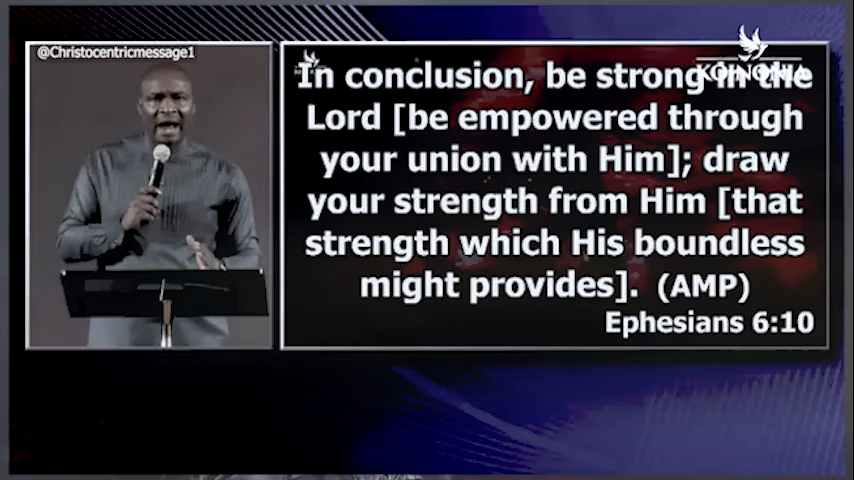 @Christocentricmessage1
KOINONIA
In conclusion, be strong in the
Lord [be empowered through
your union with Him]; draw
your strength from Him [that
strength which His boundless
might provides]. (AMP)
Ephesians 6:10